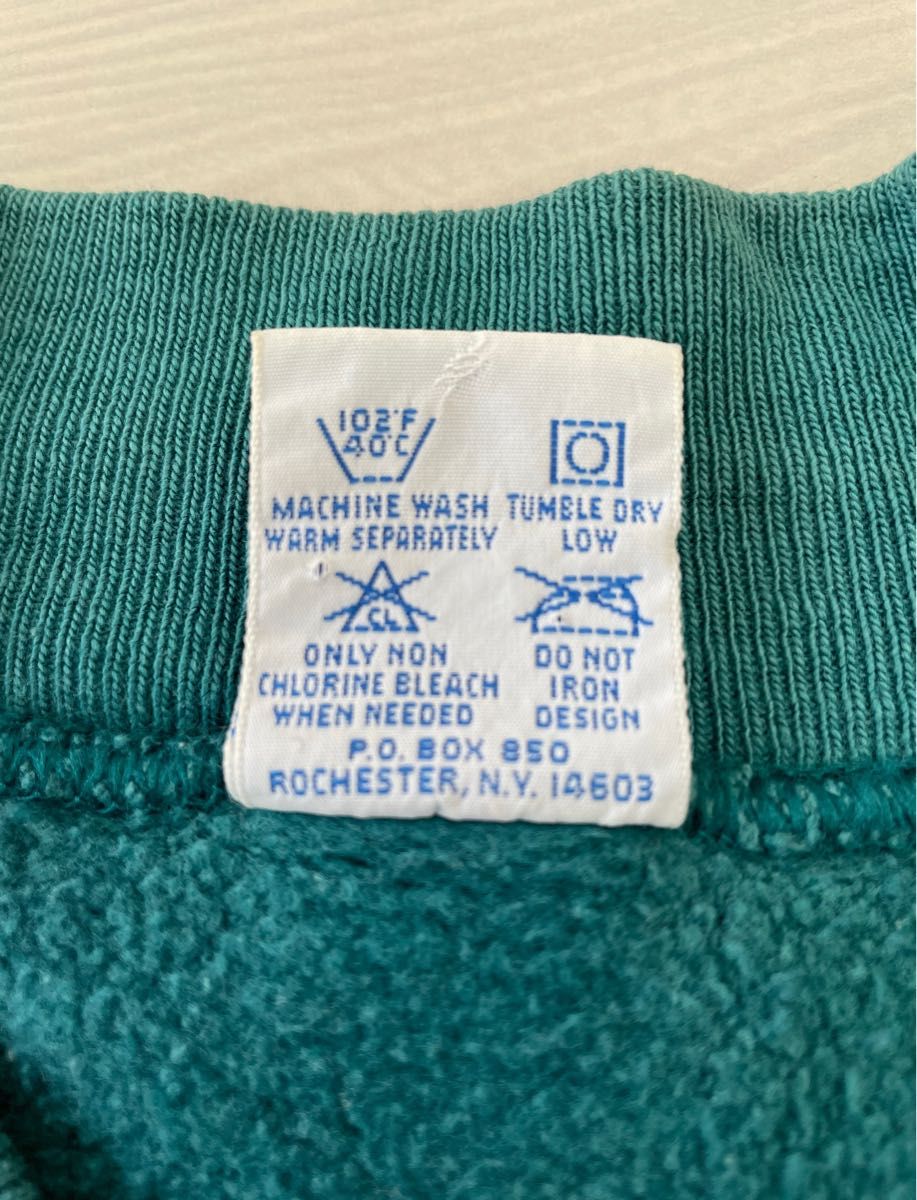 102°F
40°C
MACHINE WASH
WARM SEPARATELY
TUMBLE DRY
LOW
CL
ONLY NON
CHLORINE BLEACH
WHEN NEEDED
DO NOT
IRON
DESIGN
P.O. BOX 850
ROCHESTER, N.Y. 14603